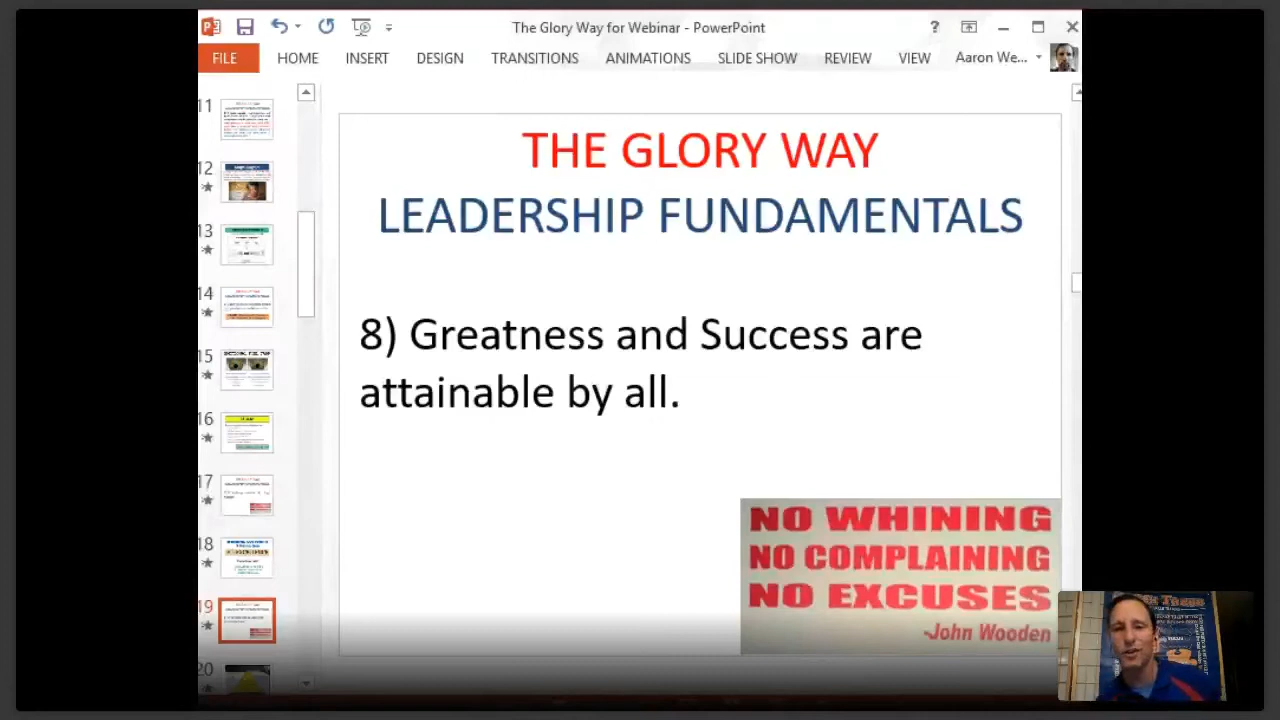 The Glory Way for Webinar - PowerPoint
?
FILE HOME INSERT DESIGN TRANSITIONS ANIMATIONS SLIDE SHOW REVIEW VIEW Aaron We...
11
12
13
14
15
16
17
18
19
20
THE GLORY WAY
LEADERSHIP FUNDAMENTALS
8) Greatness and Success are
attainable by all.
NO WHINING
NO COMPLAINING
NO EXCUSES
-John Wooden